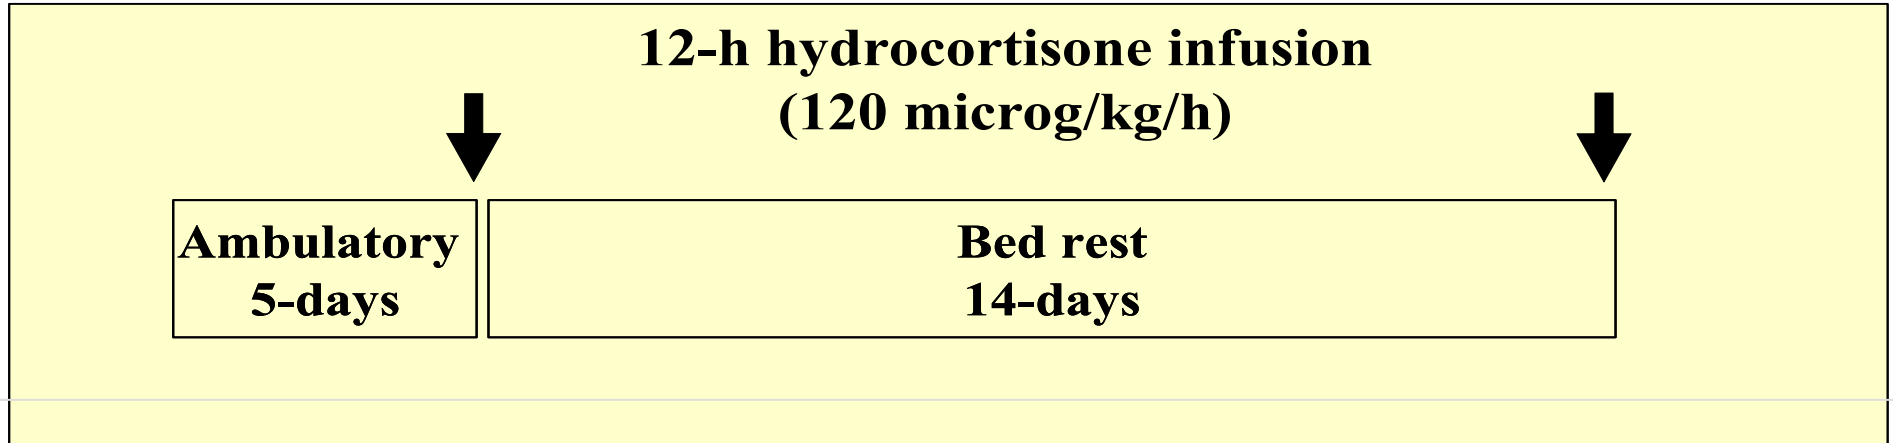 12-h hydrocortisone infusion
(120 microg/kg/h)
Ambulatory
5-days
Bed rest
14-days